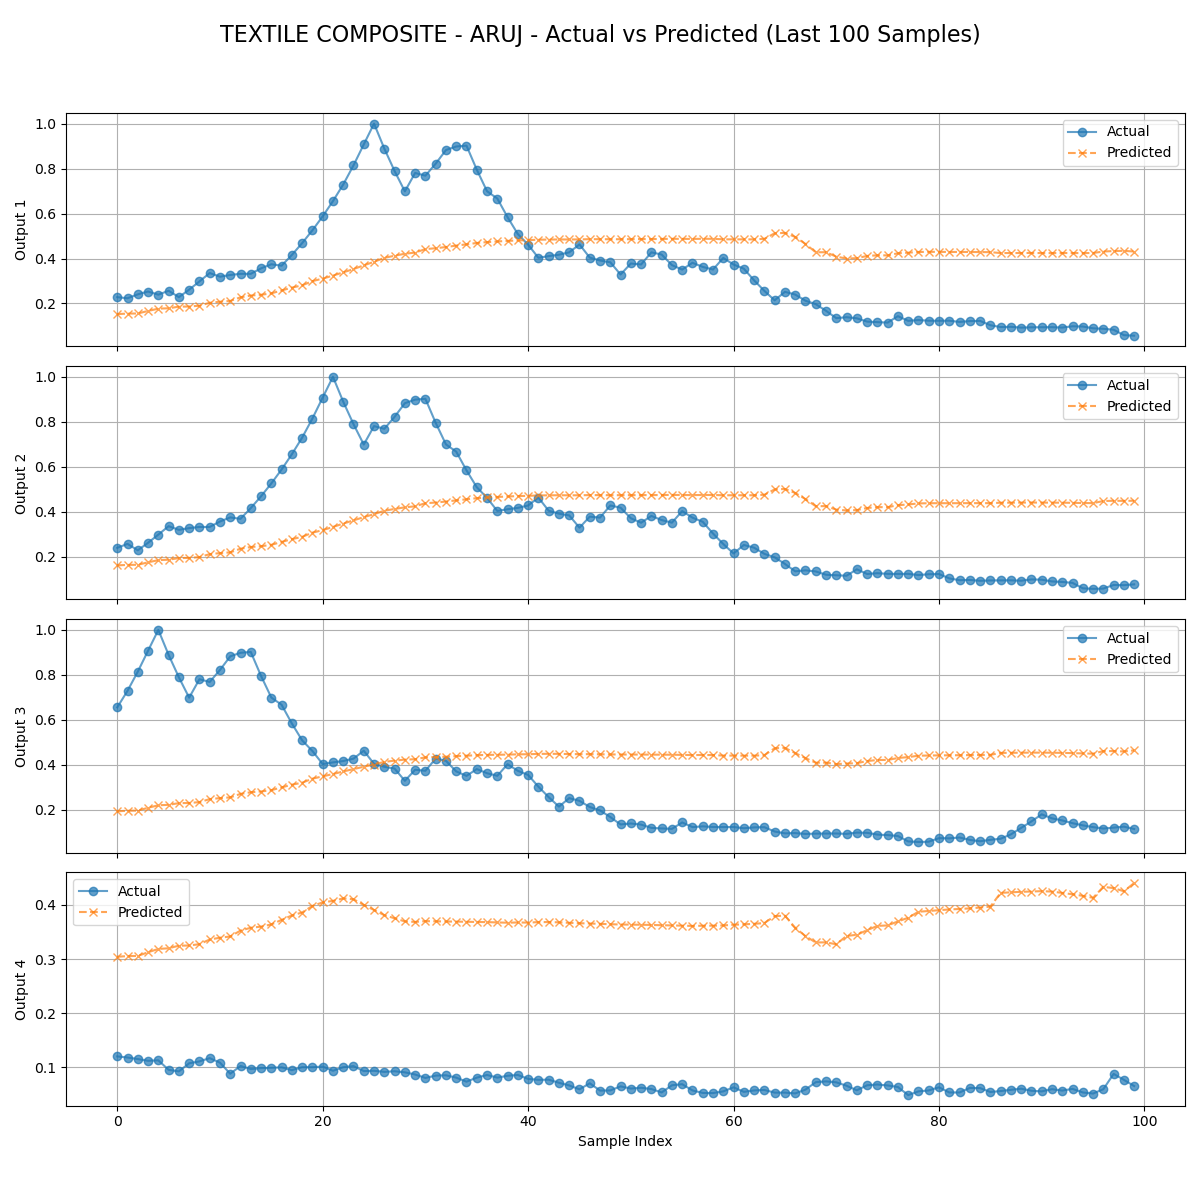 TEXTILE COMPOSITE - ARUJ - Actual vs Predicted (Last 100 Samples)
1.0
0.8
0.6
0.4
0.2
Output 1
Actual
Predicted
1.0
0.8
0.6
0.4
0.2
Output 2
Actual
Predicted
1.0
0.8
0.6
0.4
0.2
Output 3
Actual
Predicted
0.4
0.3
0.2
0.1
Output 4
Actual
Predicted
0 20 40 60 80 100
Sample Index